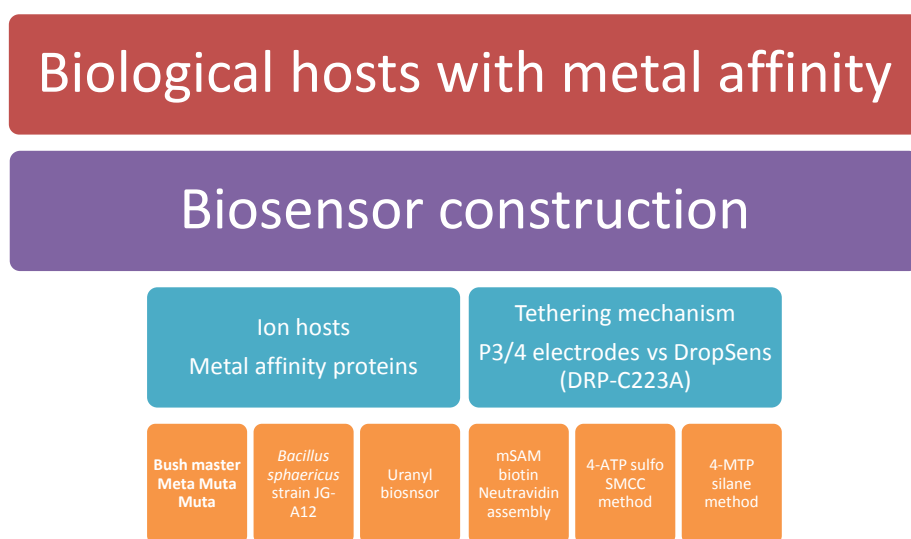 Biological hosts with metal affinity
Biosensor construction
Ion hosts
Metal affinity proteins
Tethering mechanism
P3/4 electrodes vs DropSens
(DRP-C223A)
Bush master
Meta Muta
Muta
Bacillus
sphaericus
strain JG-
A12
Uranyl
biosnsor
mSAM
biotin
Neutravidin
assembly
4-ATP sulfo
SMCC
method
4-MTP
silane
method